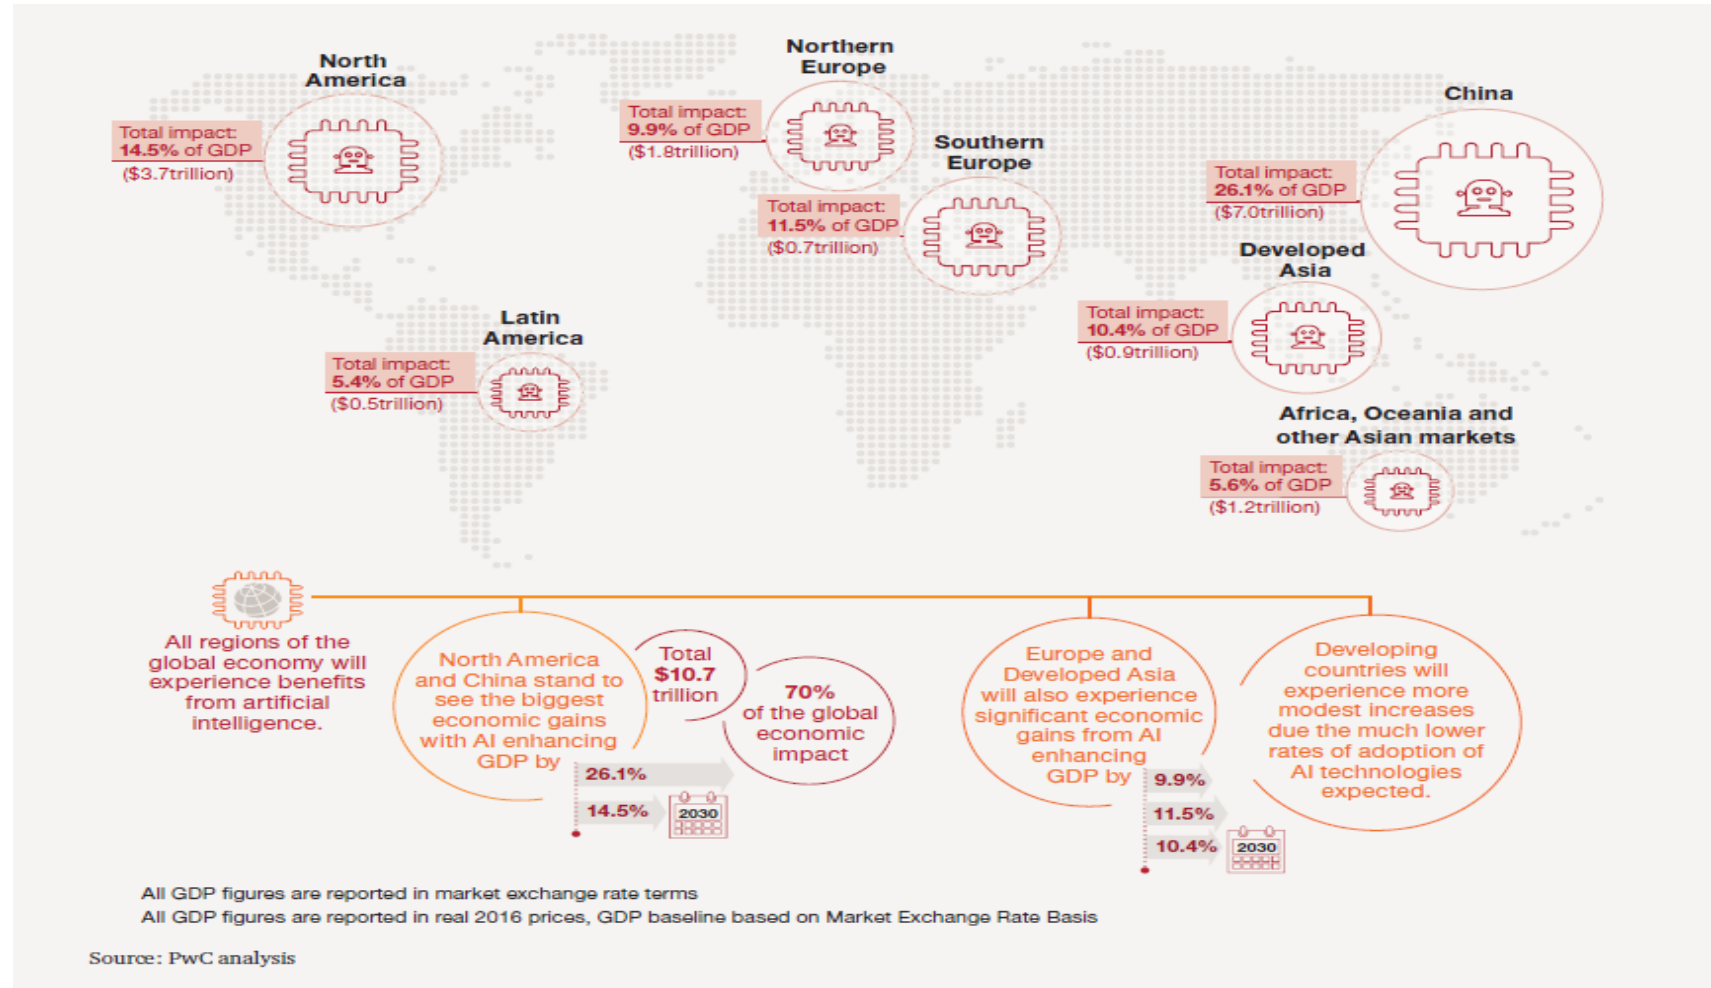 North
America
Total impact:
14.5% of GDP
($3.7trillion)
Northern
Europe
Total impact:
9.9% of GDP
($1.8trillion)
Southern
Europe
Total impact:
11.5% of GDP
($0.7trillion)
China
Total impact:
26.1% of GDP
($7.0trillion)
Developed
Asia
Total impact:
10.4% of GDP
($0.9trillion)
Latin
America
Total impact:
5.4% of GDP
($0.5trillion)
Africa, Oceania and
other Asian markets
Total impact:
5.6% of GDP
($1.2trillion)
All regions of the
global economy will
experience benefits
from artificial
intelligence.
North America
and China stand to
see the biggest
economic gains
with AI enhancing
GDP by
26.1%
14.5%
2030
Total
$10.7
trillion
70%
of the global
economic
impact
Europe and
Developed Asia
will also experience
significant economic
gains from AI
enhancing
GDP by
9.9%
11.5%
10.4%
2030
Developing
countries will
experience more
modest increases
due the much lower
rates of adoption of
AI technologies
expected.
All GDP figures are reported in market exchange rate terms
All GDP figures are reported in real 2016 prices, GDP baseline based on Market Exchange Rate Basis
Source: PwC analysis